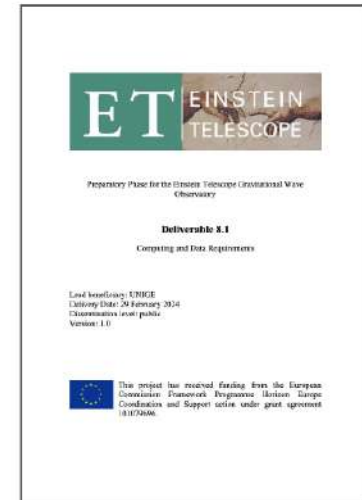 ET EINSTEIN
TELESCOPE
Preparatory Phase for the Einstein Telescope Gravitational Wave
Observatory
Deliverable 8.1
Computing and Data Requirements
Lead beneficiary: UNIGE
Delivery Date: 29 February 2024
Dissemination level: public
Version: 1.0
This project has received funding from the European
Commission Framework Programme Horizon Europe
Coordination and Support action under grant agreement
101079696.